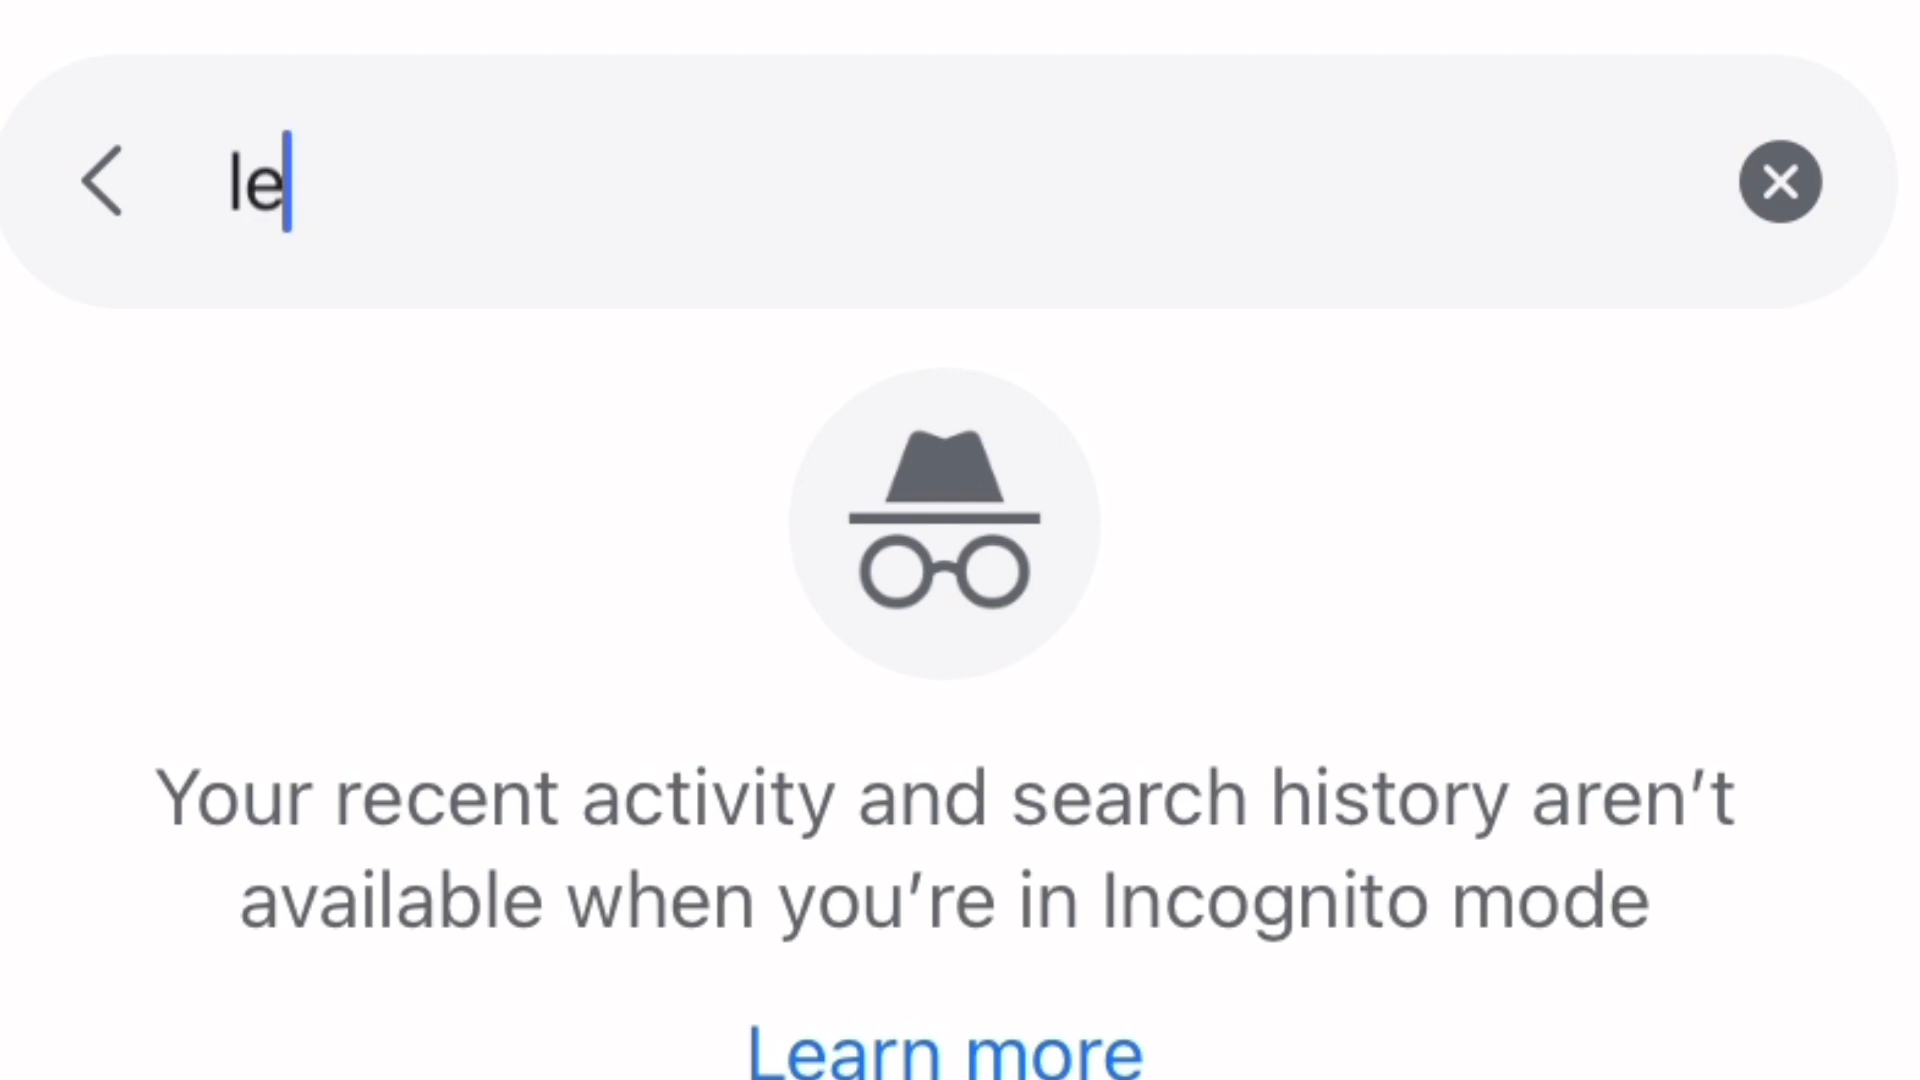 le
Your recent activity and search history aren’t
available when you’re in Incognito mode
Learn more